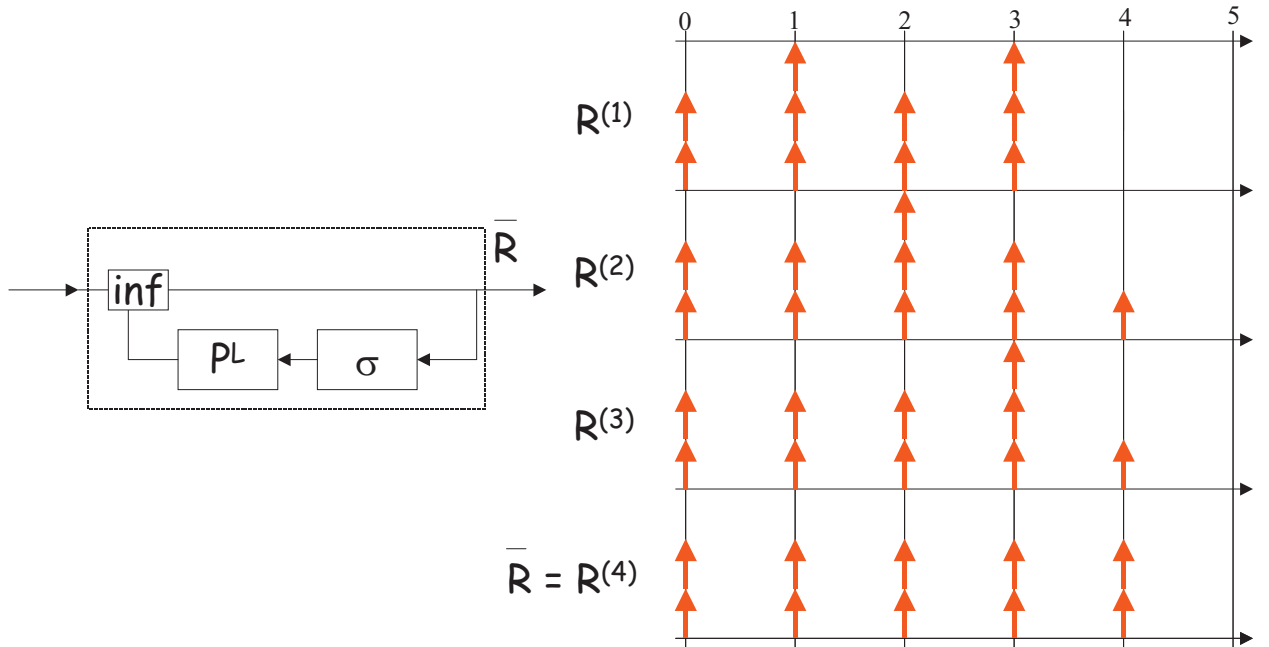 0 1 2 3 4 5
R(1)
R̅
R(2)
inf
PL
σ
R(3)
R̅ = R(4)